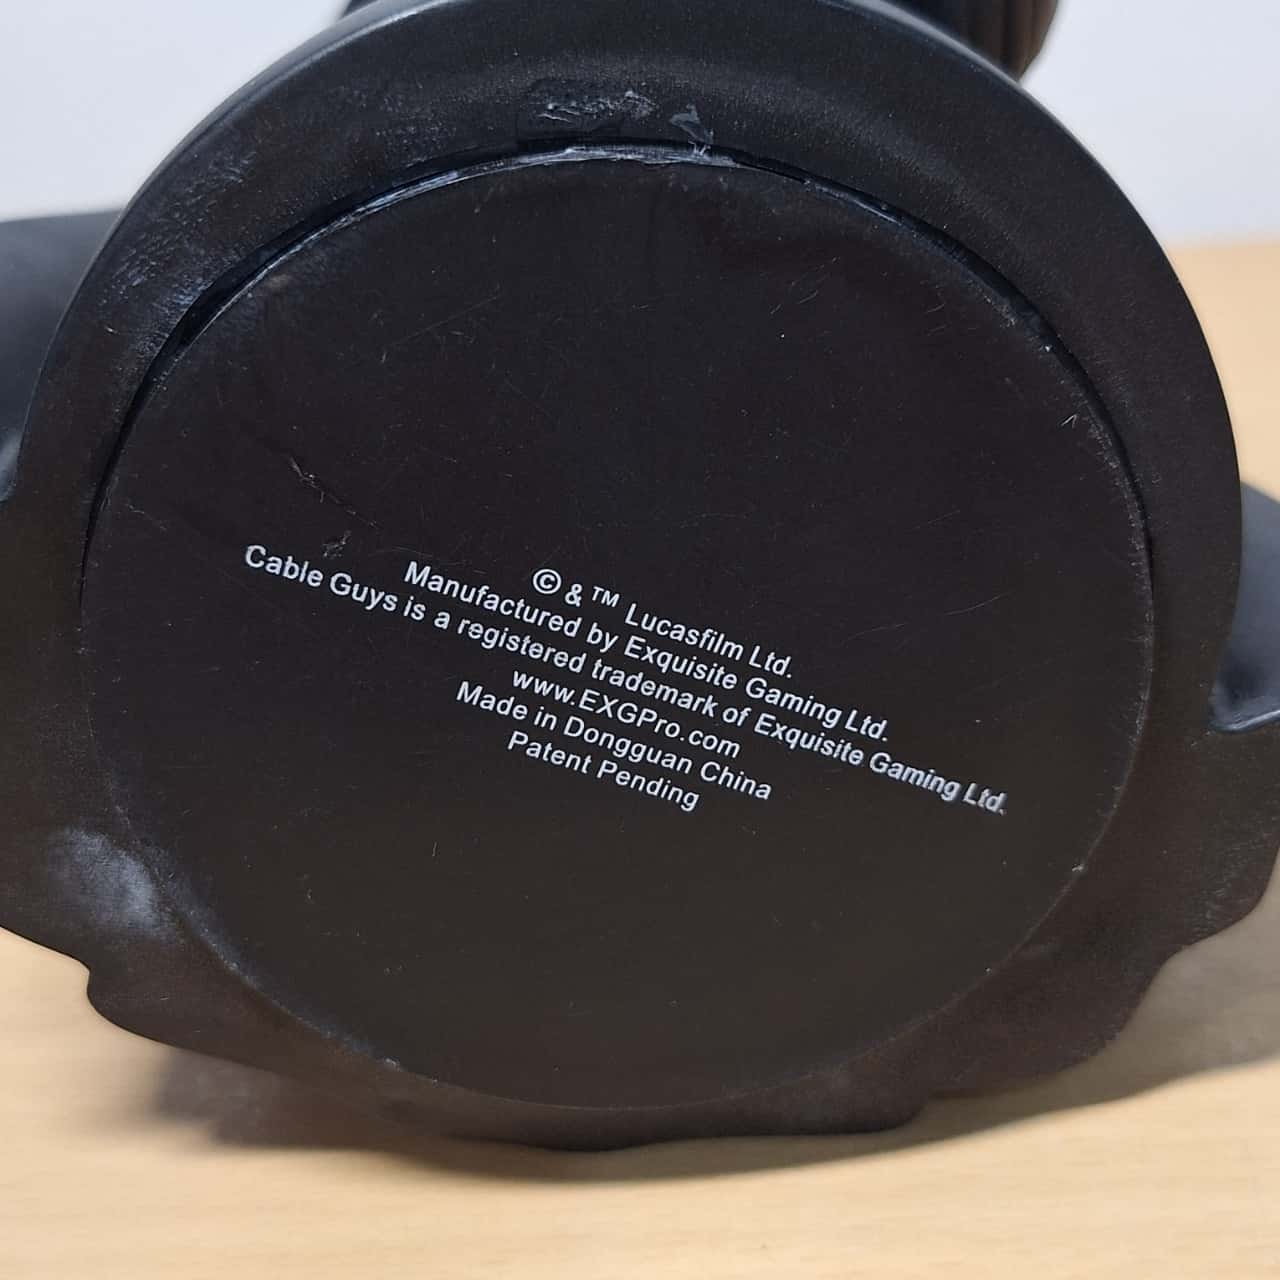 © & ™ Lucasfilm Ltd.
Manufactured by Exquisite Gaming Ltd.
Cable Guys is a registered trademark of Exquisite Gaming Ltd.
www.EXGPro.com
Made in Dongguan China
Patent Pending